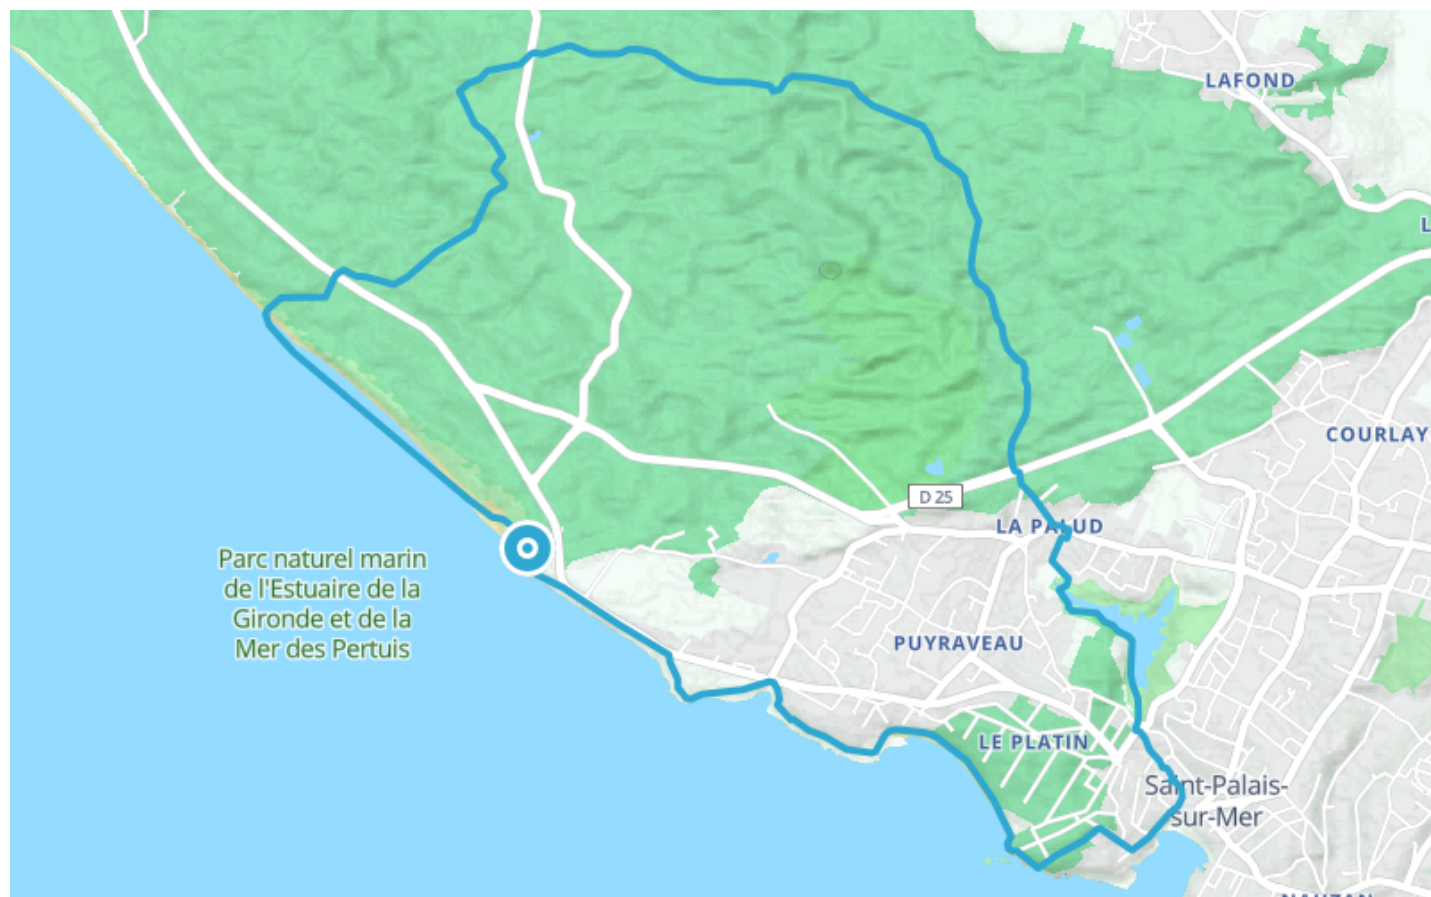 LAFOND
L
COURLAY
D 25
LA PALUD
Parc naturel marin
de l'Estuaire de la
Gironde et de la
Mer des Pertuis
PUYRAVEAU
LE PLATIN
Saint-Palais-
sur-Mer
NAUZAN